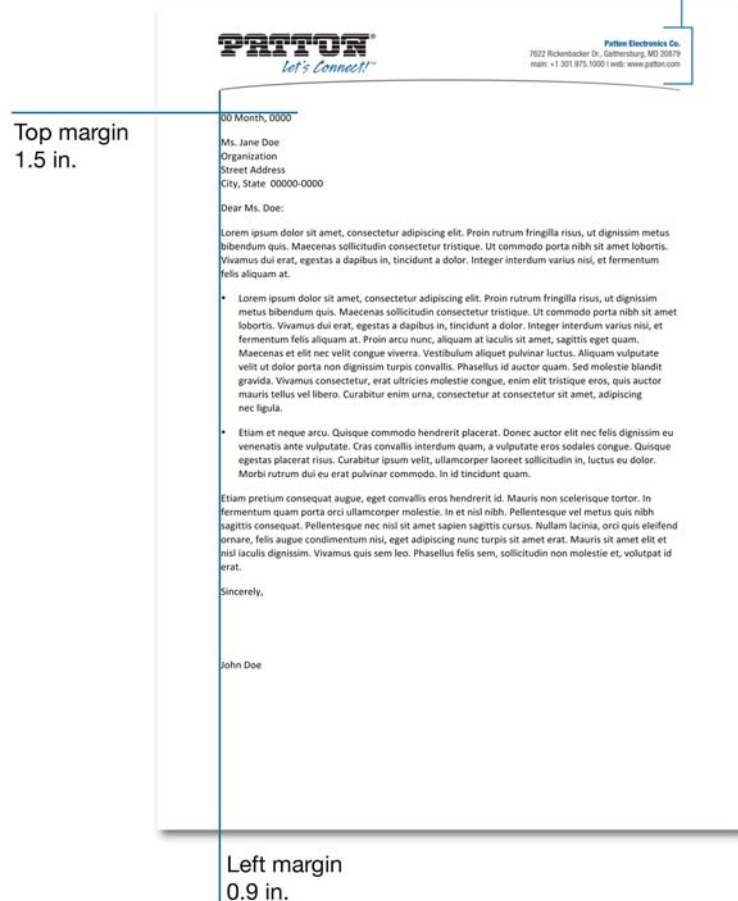 PATTON®
Let's Connect!™
Patton Electronics Co.
7622 Rickenbacker Dr., Gaithersburg, MD 20879
main: +1 301.975.1000 | web: www.patton.com
Top margin
1.5 in.
00 Month, 0000
Ms. Jane Doe
Organization
Street Address
City, State 00000-0000
Dear Ms. Doe:
Lorem ipsum dolor sit amet, consectetur adipiscing elit. Proin rutrum fringilla risus, ut dignissim metus
bibendum quis. Maecenas sollicitudin consectetur tristique. Ut commodo porta nibh sit amet lobortis.
Vivamus dui erat, egestas a dapibus in, tincidunt a dolor. Integer interdum varius nisi, et fermentum
felis aliquam at.
• Lorem ipsum dolor sit amet, consectetur adipiscing elit. Proin rutrum fringilla risus, ut dignissim
metus bibendum quis. Maecenas sollicitudin consectetur tristique. Ut commodo porta nibh sit amet
lobortis. Vivamus dui erat, egestas a dapibus in, tincidunt a dolor. Integer interdum varius nisi, et
fermentum felis aliquam at. Proin arcu nunc, aliquam at iaculis sit amet, sagittis eget quam.
Maecenas et elit nec velit congue viverra. Vestibulum aliquet pulvinar luctus. Aliquam vulputate
velit ut dolor porta non dignissim turpis convallis. Phasellus id auctor quam. Sed molestie blandit
gravida. Vivamus consectetur, erat ultricies molestie congue, enim elit tristique eros, quis auctor
mauris tellus vel libero. Curabitur enim urna, consectetur at consectetur sit amet, adipiscing
nec ligula.
• Etiam et neque arcu. Quisque commodo hendrerit placerat. Donec auctor elit nec felis dignissim eu
venenatis ante vulputate. Cras convallis interdum quam, a vulputate eros sodales congue. Quisque
egestas placerat risus. Curabitur ipsum velit, ullamcorper laoreet sollicitudin in, luctus eu dolor.
Morbi rutrum dui eu erat pulvinar commodo. In id tincidunt quam.
Etiam pretium consequat augue, eget convallis eros hendrerit id. Mauris non scelerisque tortor. In
fermentum quam porta orci ullamcorper molestie. In et nisl nibh. Pellentesque vel metus quis nibh
sagittis consequat. Pellentesque nec nisl sit amet sapien sagittis cursus. Nullam lacinia, orci quis eleifend
ornare, felis augue condimentum nisi, eget adipiscing nunc turpis sit amet erat. Mauris sit amet elit et
nisl iaculis dignissim. Vivamus quis sem leo. Phasellus felis sem, sollicitudin non molestie et, volutpat id
erat.
Sincerely,
John Doe
Left margin
0.9 in.